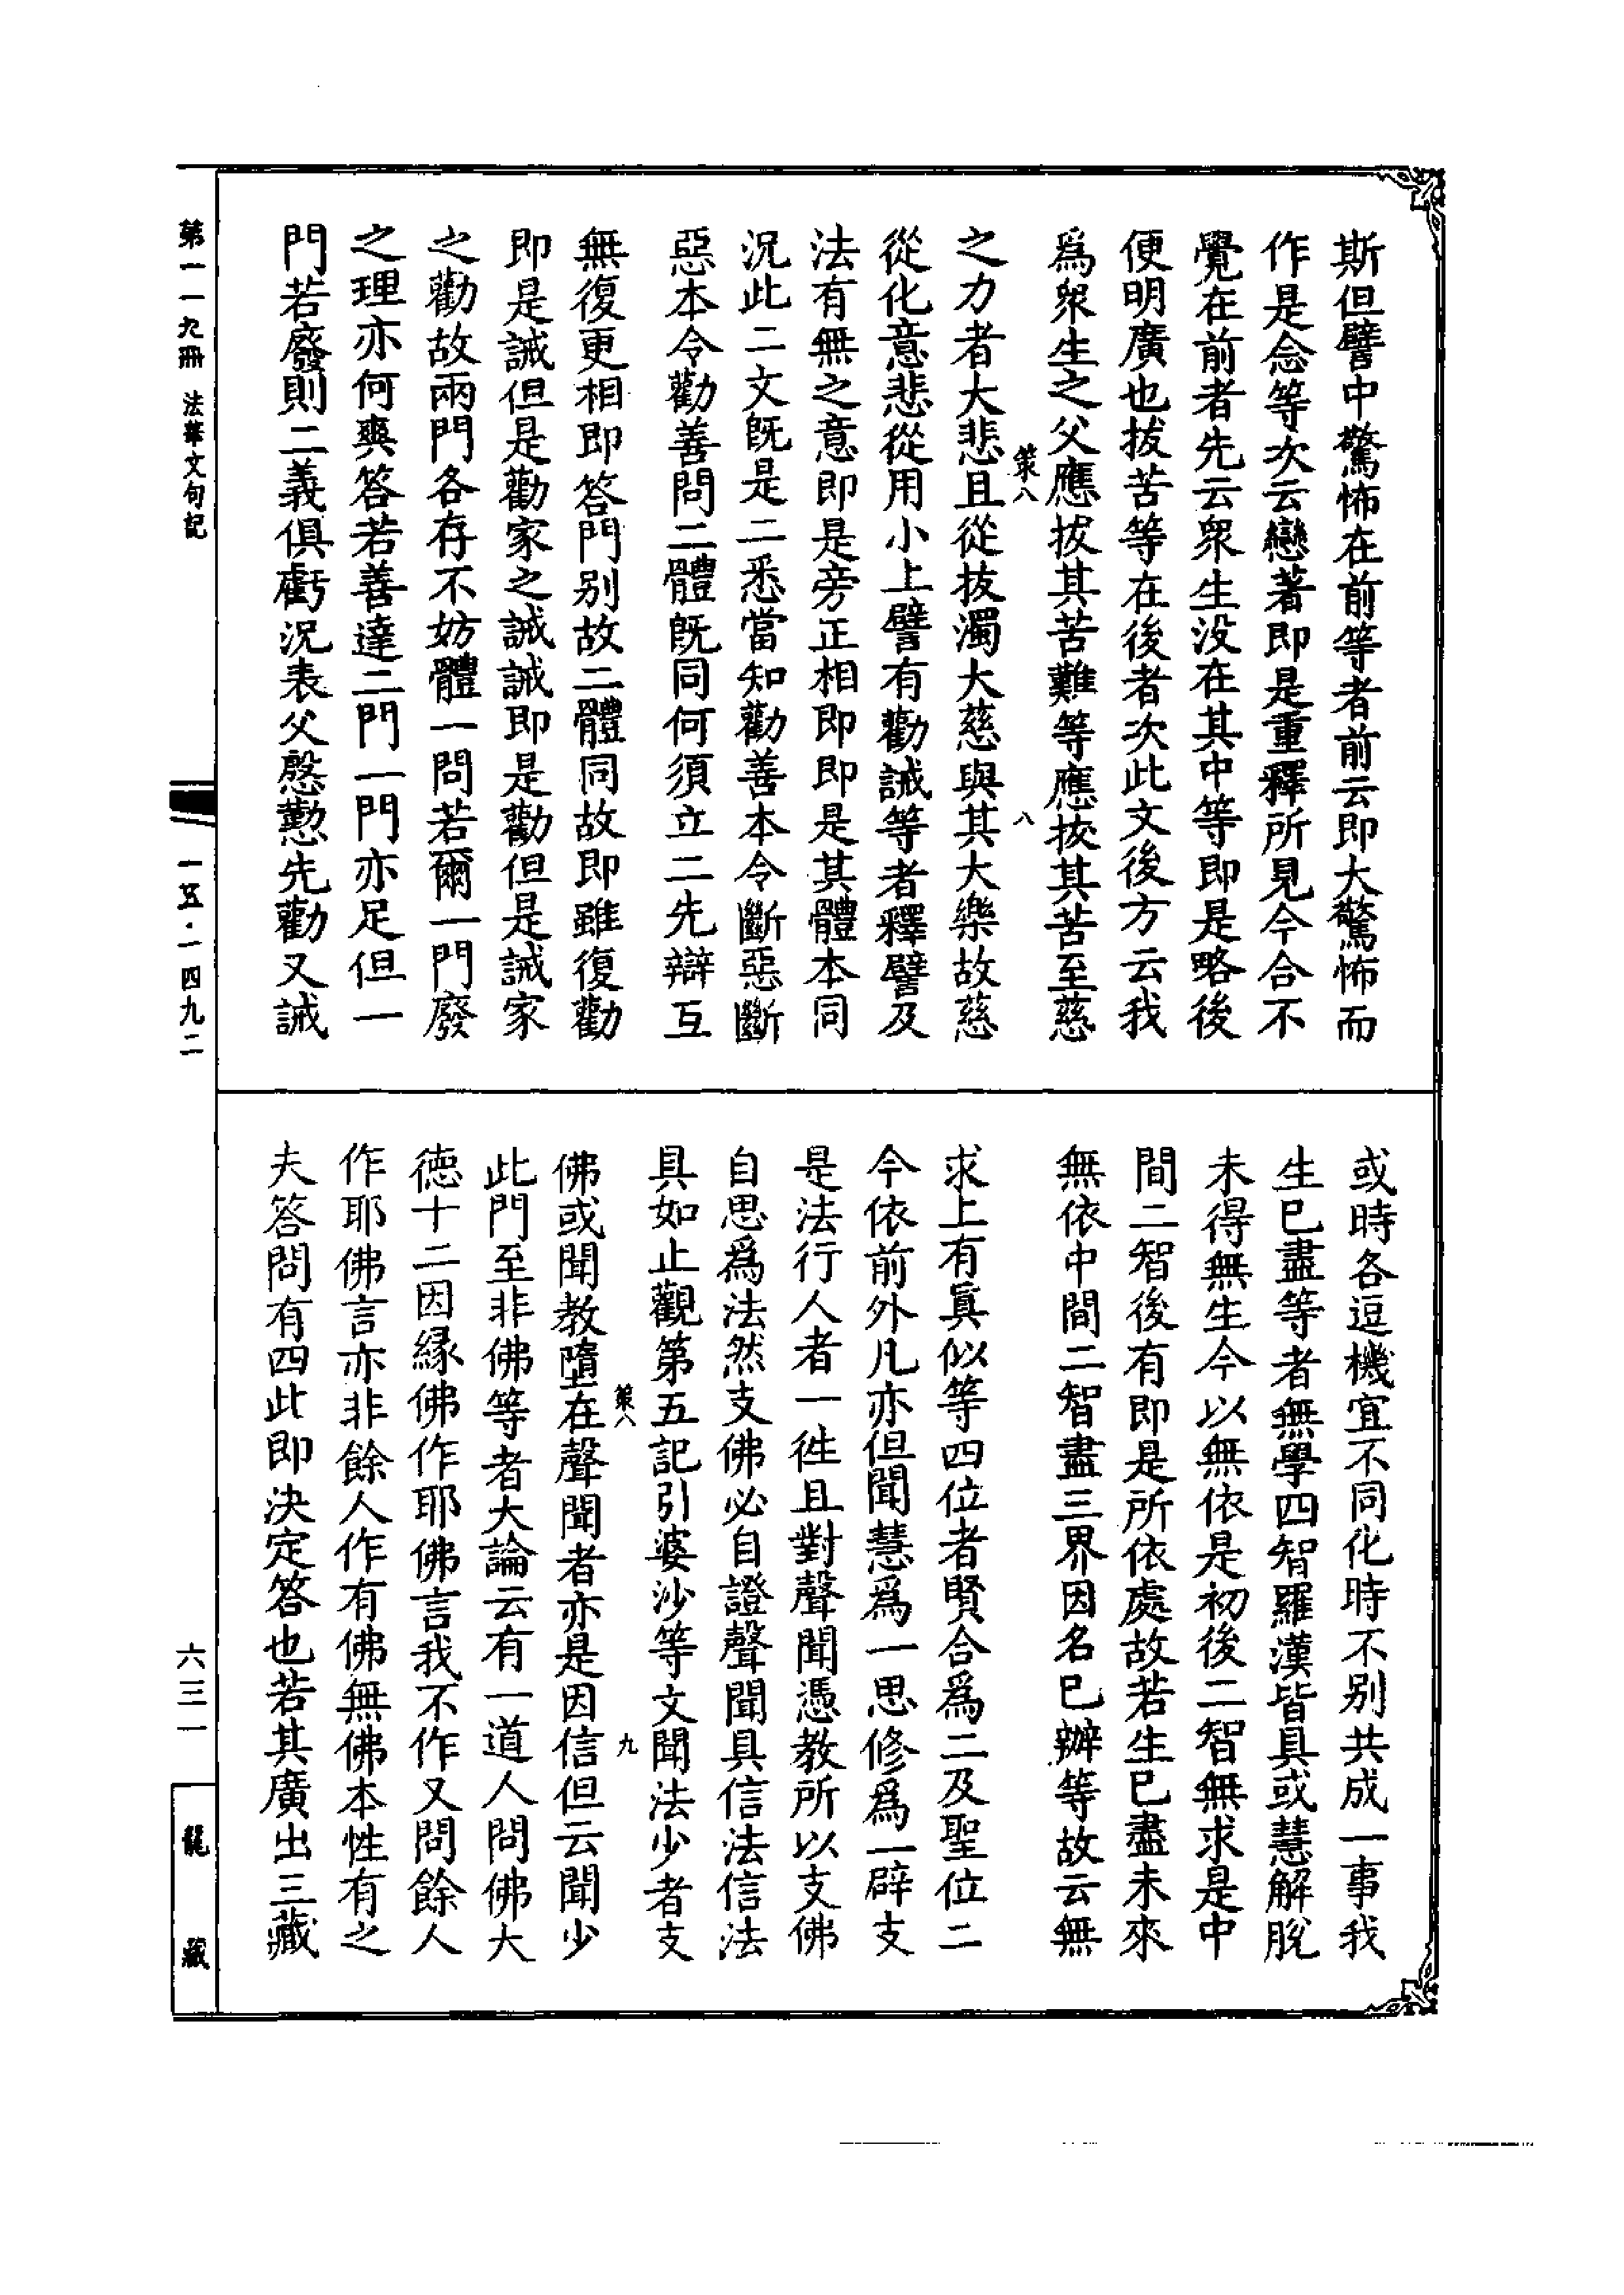 斯但譬中驚怖在前等者前云即大驚怖而
作是念等次云戀著即是重釋所見今合不
覺在前者先云眾生没在其中等即是略後
便明廣也拔苦等在後者次此文後方云我
爲衆生之父應拔其苦難等應拔其苦至慈
策八
八
之力者大悲且從拔濁大慈與其大樂故慈
從化意悲從用小上譬有勸誡等者釋譬及
法有無之意即是旁正相即即是其體本同
况此二文既是二悉當知勸善本令斷惡斷
惡本令勸善問二體既同何須立二先辯互
無復更相即答門别故二體同故即雖復勸
即是誡但是勸家之誡誡即是勸但是誡家
之勸故兩門各存不妨體一問若爾一門廢
之理亦何爽答若善達二門一門亦足但一
門若廢則二義俱虧况表父慇懃先勸又誡
或時各逗機宜不同化時不别共成一事我
生已盡等者無學四智羅漢皆具或慧解脫
未得無生今以無依是初後二智無求是中
間二智後有即是所依處故若生已盡未來
無依中間二智盡三界因名已辦等故云無
求上有眞似等四位者賢合爲二及聖位二
今依前外凡亦但聞慧爲一思修爲一辟支
是法行人者一徃且對聲聞憑教所以支佛
自思爲法然支佛必自證聲聞具信法信法
具如止觀第五記引婆沙等文聞法少者支
策八
九
佛或聞教墮在聲聞者亦是因信但云聞少
此門至非佛等者大論云有一道人問佛大
德十二因縁佛作耶佛言我不作又問餘人
作耶佛言亦非餘人作有佛無佛本性有之
夫答問有四此即决定答也若其廣出三藏
第一一九冊 法華文句記
一五·一四九二
六三一
龍藏